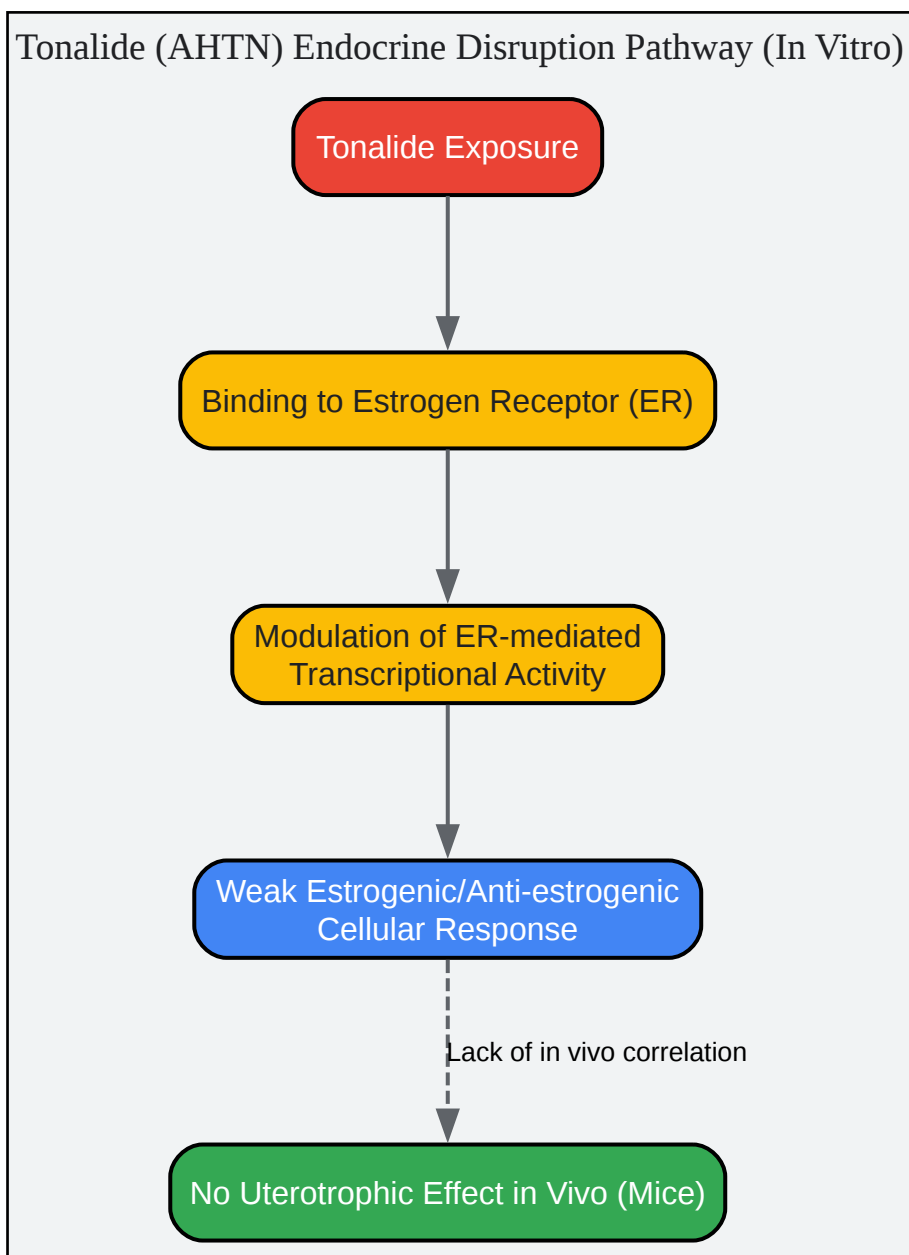 Tonalide (AHTN) Endocrine Disruption Pathway (In Vitro)
Tonalide Exposure
Binding to Estrogen Receptor (ER)
Modulation of ER-mediated
Transcriptional Activity
Weak Estrogenic/Anti-estrogenic
Cellular Response
Lack of in vivo correlation
No Uterotrophic Effect in Vivo (Mice)